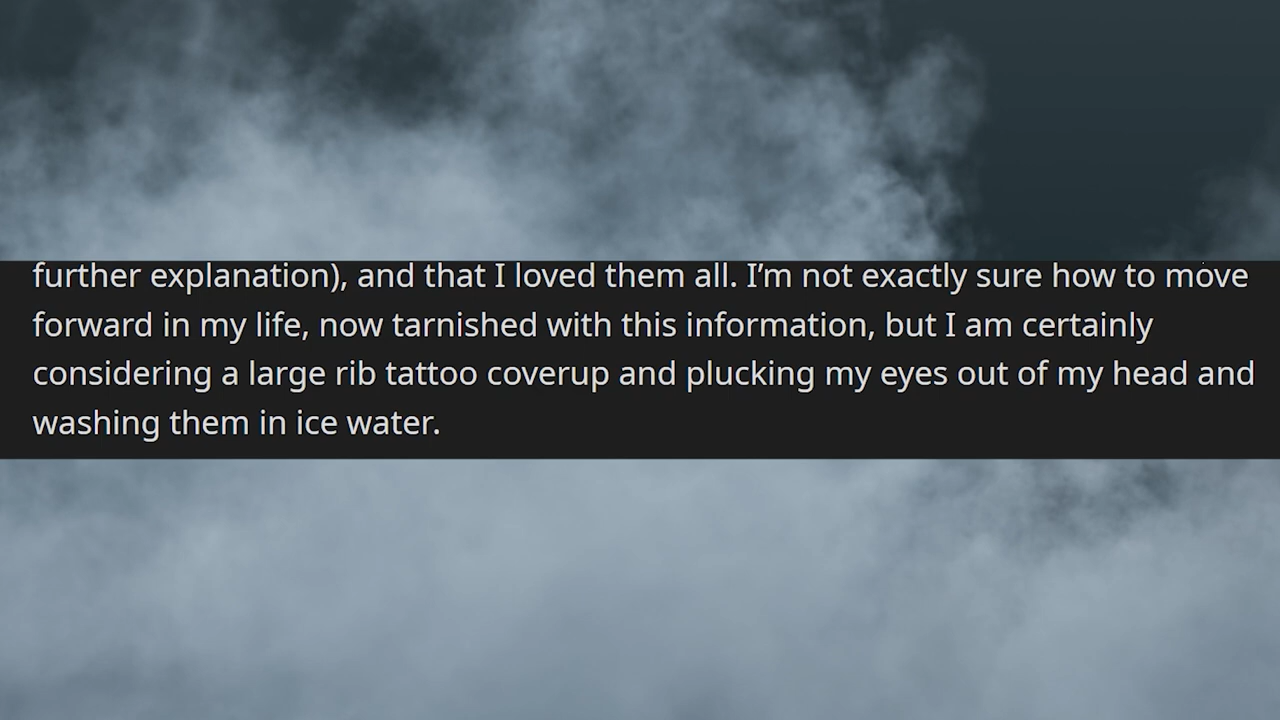 further explanation), and that I loved them all. I’m not exactly sure how to move
forward in my life, now tarnished with this information, but I am certainly
considering a large rib tattoo coverup and plucking my eyes out of my head and
washing them in ice water.